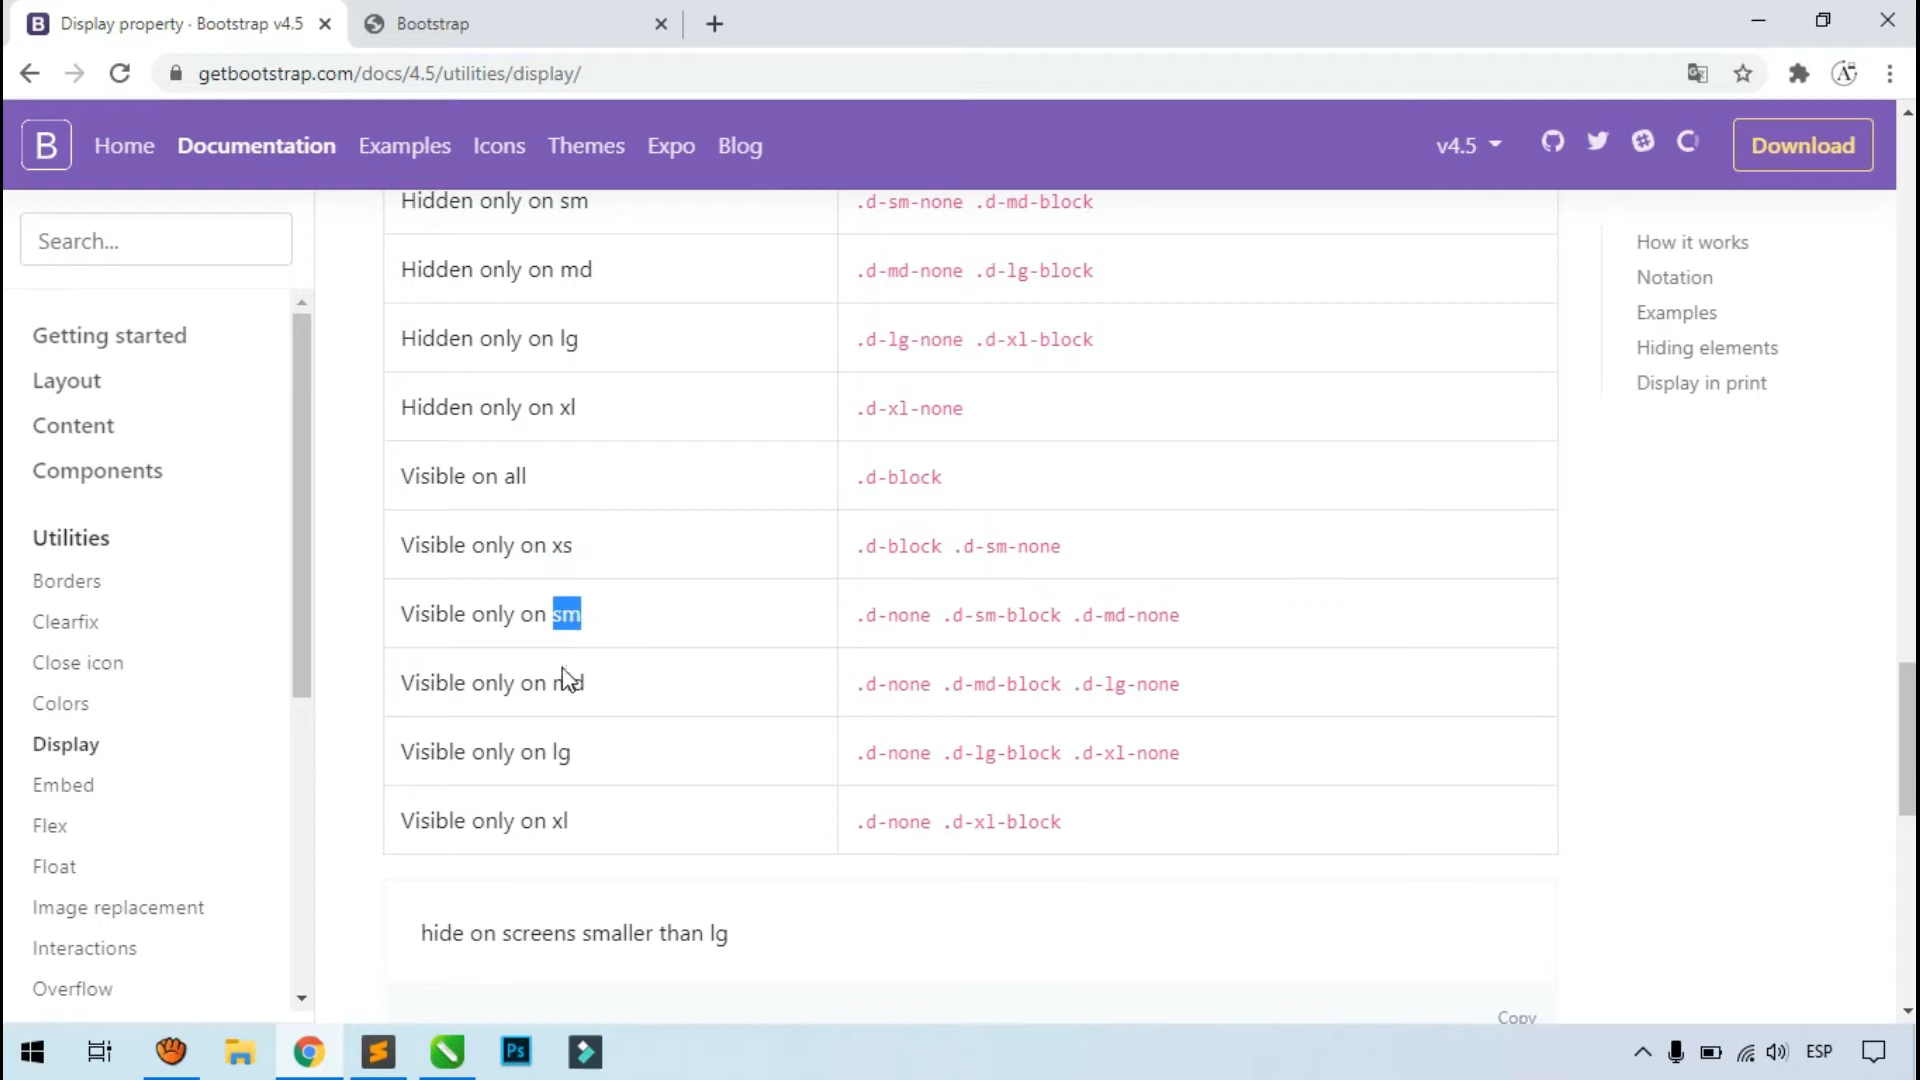 B Display property · Bootstrap v4.5
Bootstrap
getbootstrap.com/docs/4.5/utilities/display/
B Home Documentation Examples Icons Themes Expo Blog v4.5 Download
Search...
Getting started
Layout
Content
Components
Utilities
Borders
Clearfix
Close icon
Colors
Display
Embed
Flex
Float
Image replacement
Interactions
Overflow
Hidden only on sm .d-sm-none .d-md-block
Hidden only on md .d-md-none .d-lg-block
Hidden only on lg .d-lg-none .d-xl-block
Hidden only on xl .d-xl-none
Visible on all .d-block
Visible only on xs .d-block .d-sm-none
Visible only on sm .d-none .d-sm-block .d-md-none
Visible only on md .d-none .d-md-block .d-lg-none
Visible only on lg .d-none .d-lg-block .d-xl-none
Visible only on xl .d-none .d-xl-block
hide on screens smaller than lg
Copy
How it works
Notation
Examples
Hiding elements
Display in print
Ps
ESP